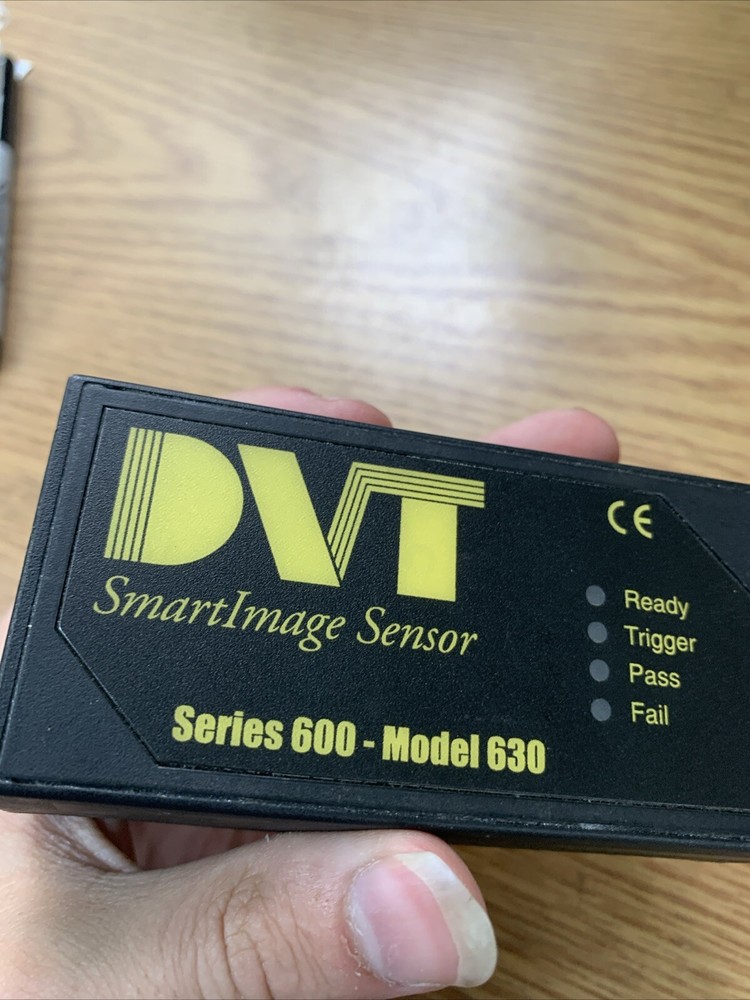 DVT
CE
SmartImage Sensor
Ready
Trigger
Pass
Fail
Series 600 - Model 630